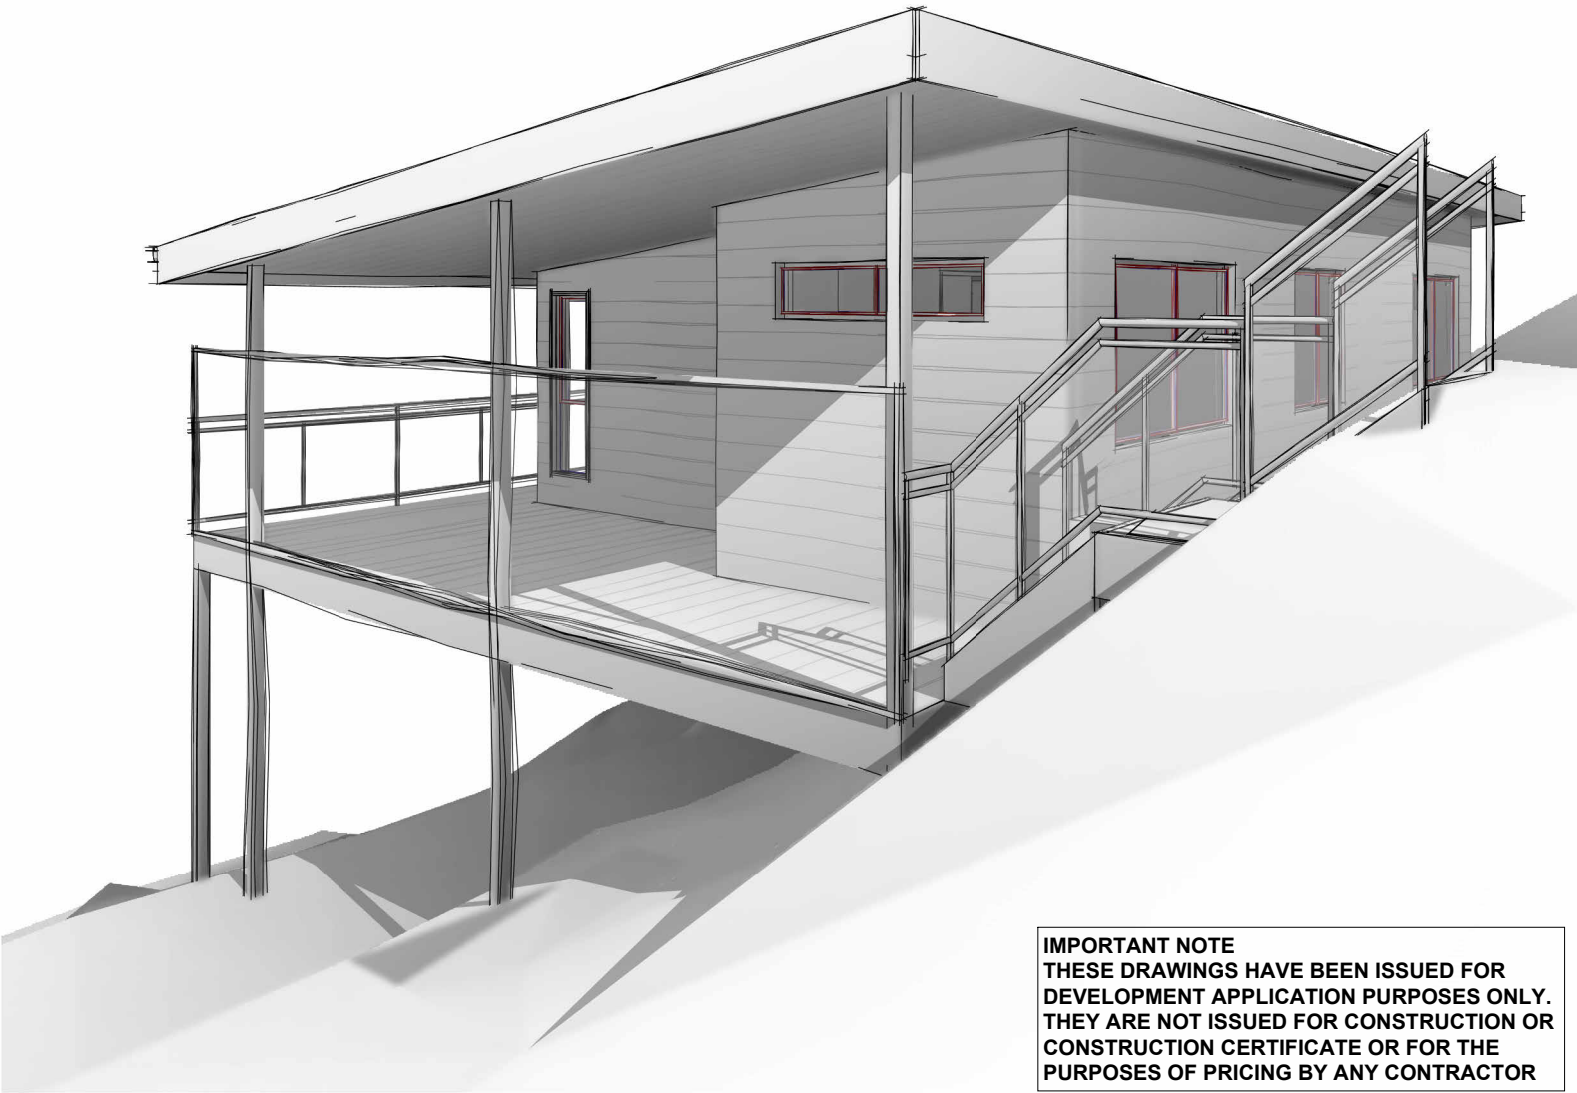 IMPORTANT NOTE
THESE DRAWINGS HAVE BEEN ISSUED FOR
DEVELOPMENT APPLICATION PURPOSES ONLY.
THEY ARE NOT ISSUED FOR CONSTRUCTION OR
CONSTRUCTION CERTIFICATE OR FOR THE
PURPOSES OF PRICING BY ANY CONTRACTOR